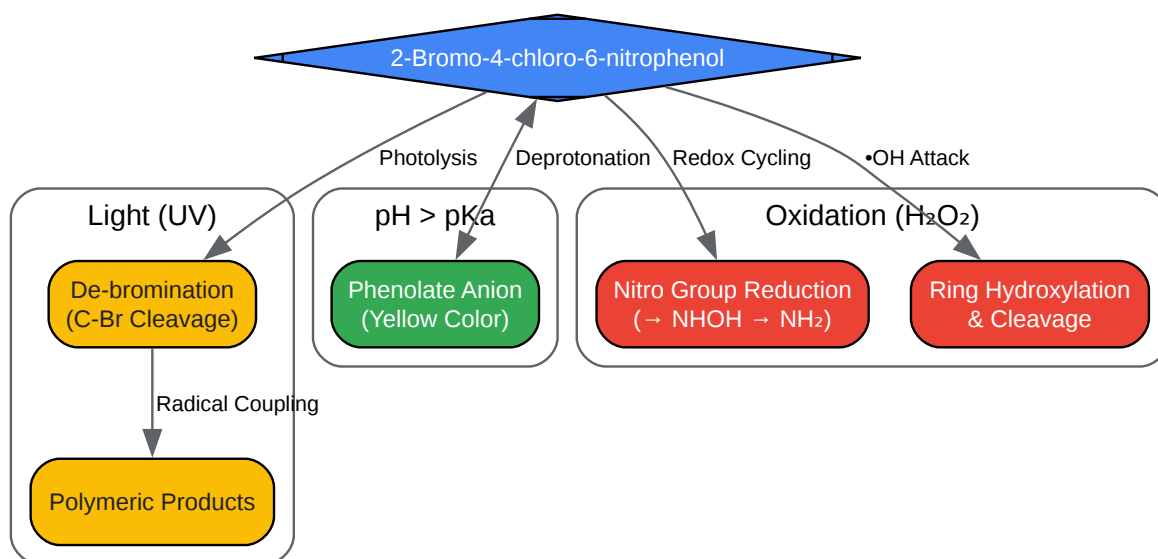 2-Bromo-4-chloro-6-nitrophenol
Photolysis
Deprotonation
Redox Cycling
•OH Attack
Light (UV)
pH > pKa
Oxidation (H₂O₂)
De-bromination
(C-Br Cleavage)
Phenolate Anion
(Yellow Color)
Nitro Group Reduction
(→ NHOH → NH₂)
Ring Hydroxylation
& Cleavage
Radical Coupling
Polymeric Products